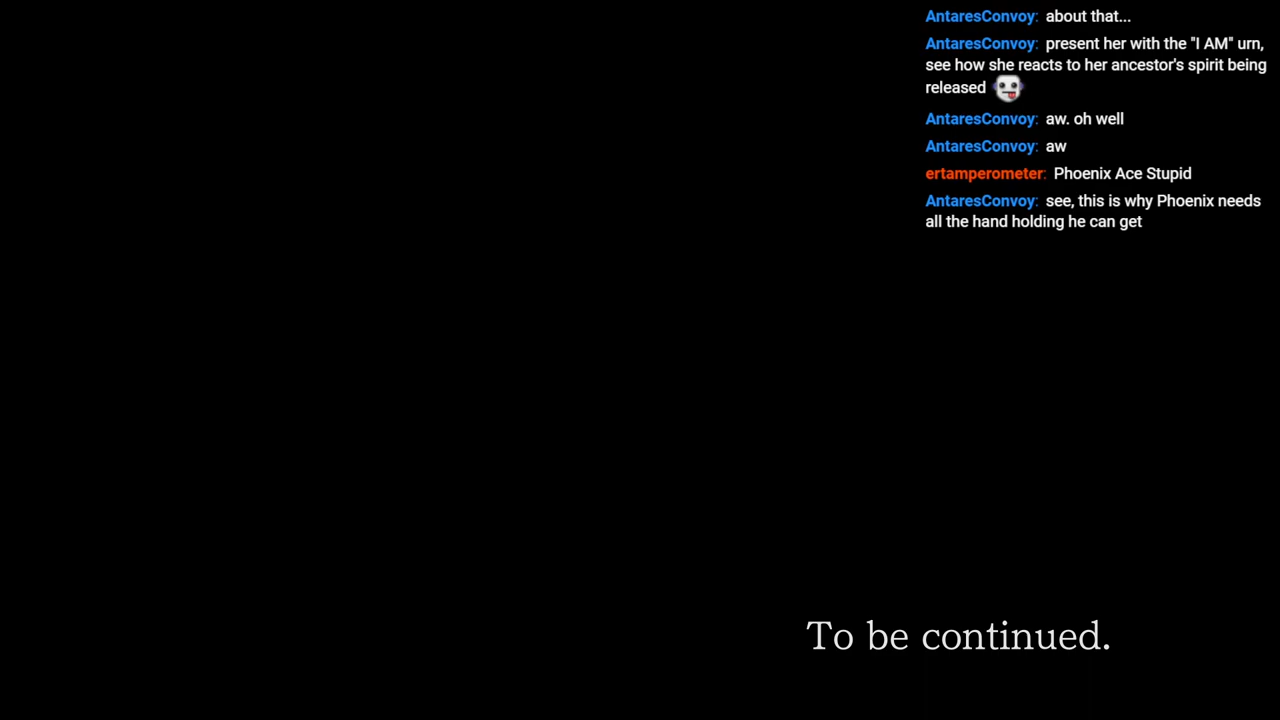 AntaresConvoy: about that...
AntaresConvoy: present her with the "I AM" urn,
see how she reacts to her ancestor's spirit being
released
AntaresConvoy: aw. oh well
AntaresConvoy: aw
ertamperometer: Phoenix Ace Stupid
AntaresConvoy: see, this is why Phoenix needs
all the hand holding he can get
To be continued.